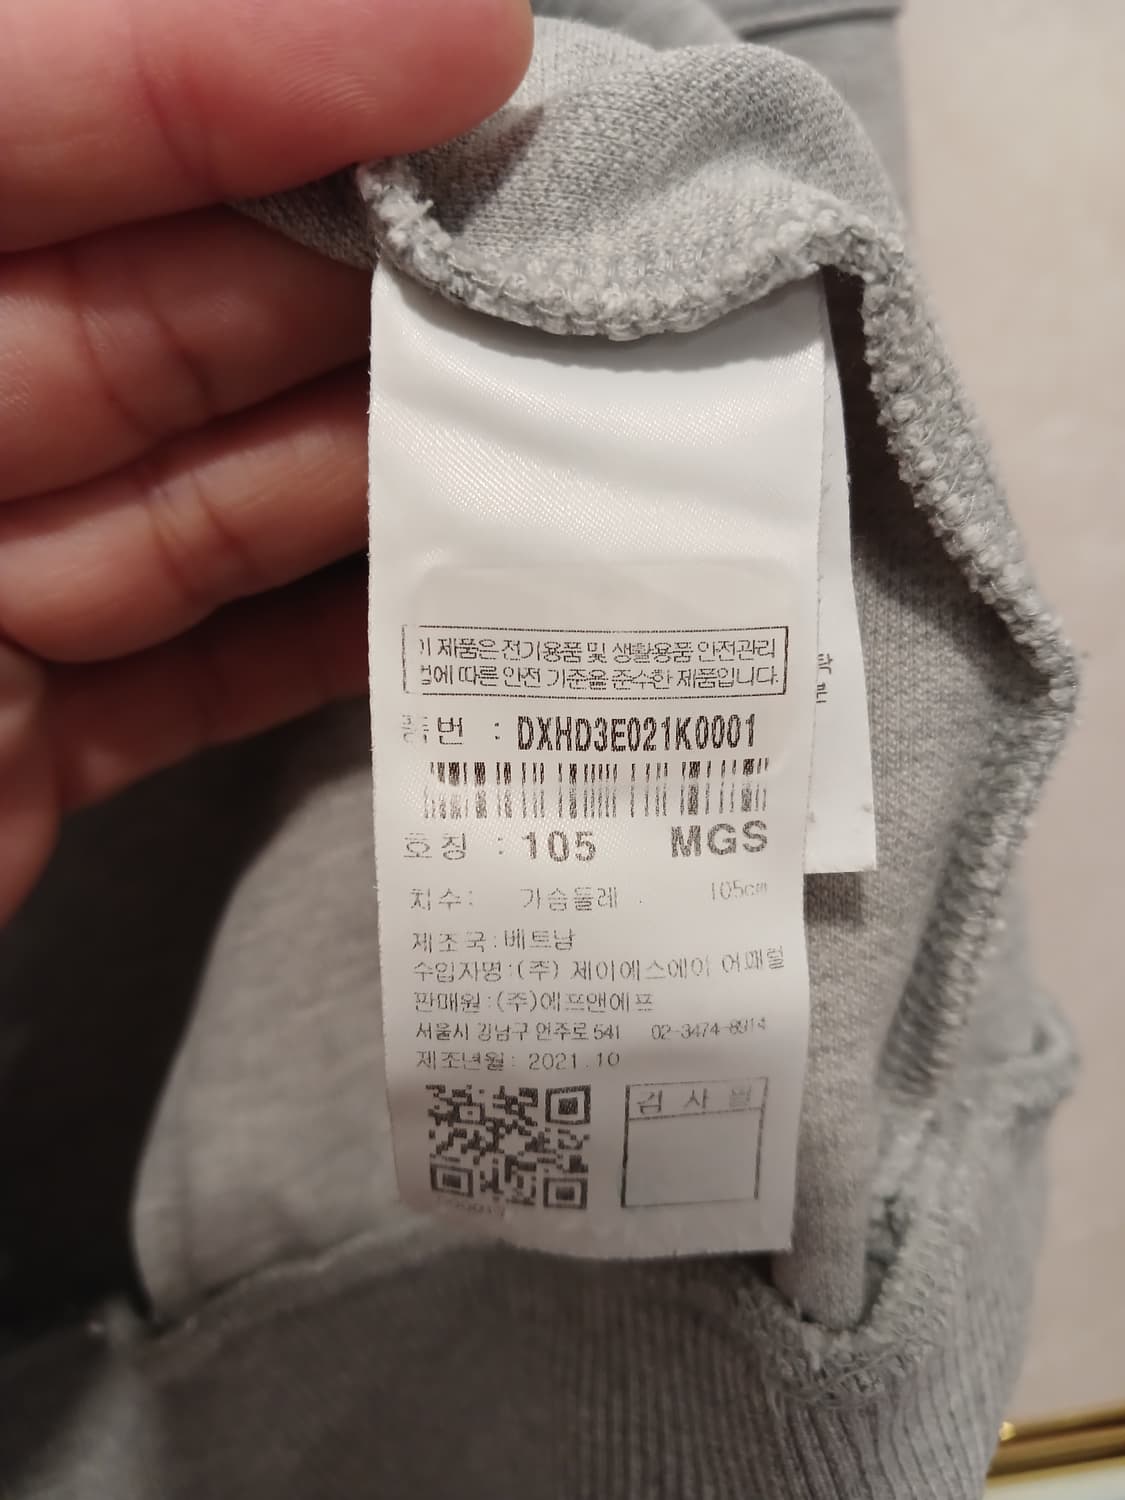 제품은 전기용품 및 생활용품 안전관리
에 따른 안전 기준을 준수한 제품입니다.
품번 : DXHD3E021K0001
호칭 : 105 MGS
치수: 가슴둘레 : 105cm
제조국:베트남
수입자명:(주) 제이에스에이 어패럴
판매원:(주)에프앤에프
서울시 강남구 언주로 541 02-3474-8914
제조년월: 2021.10
검 사 필
탁